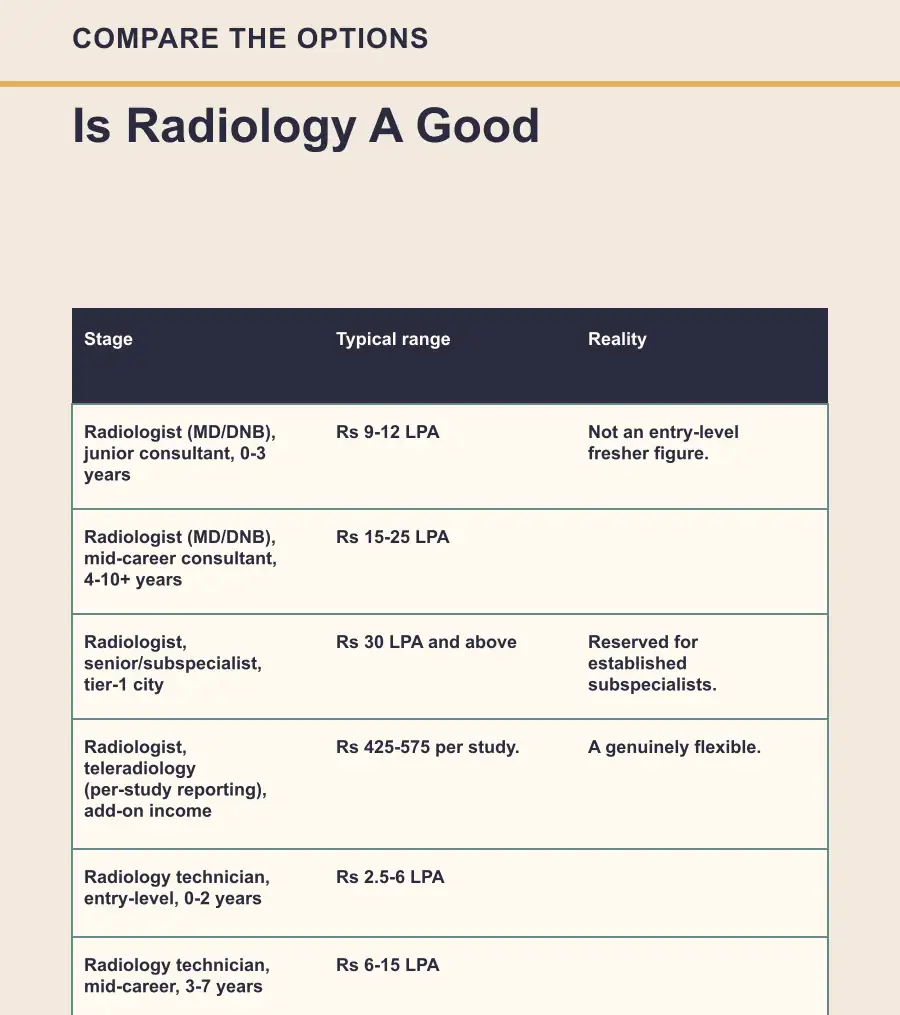 COMPARE THE OPTIONS
Is Radiology A Good
Stage
Typical range
Reality
Radiologist (MD/DNB),
junior consultant, 0-3
years
Rs 9-12 LPA
Not an entry-level
fresher figure.
Radiologist (MD/DNB),
mid-career consultant,
4-10+ years
Rs 15-25 LPA
Radiologist,
senior/subspecialist,
tier-1 city
Rs 30 LPA and above
Reserved for
established
subspecialists.
Radiologist,
teleradiology
(per-study reporting),
add-on income
Rs 425-575 per study.
A genuinely flexible.
Radiology technician,
entry-level, 0-2 years
Rs 2.5-6 LPA
Radiology technician,
mid-career, 3-7 years
Rs 6-15 LPA